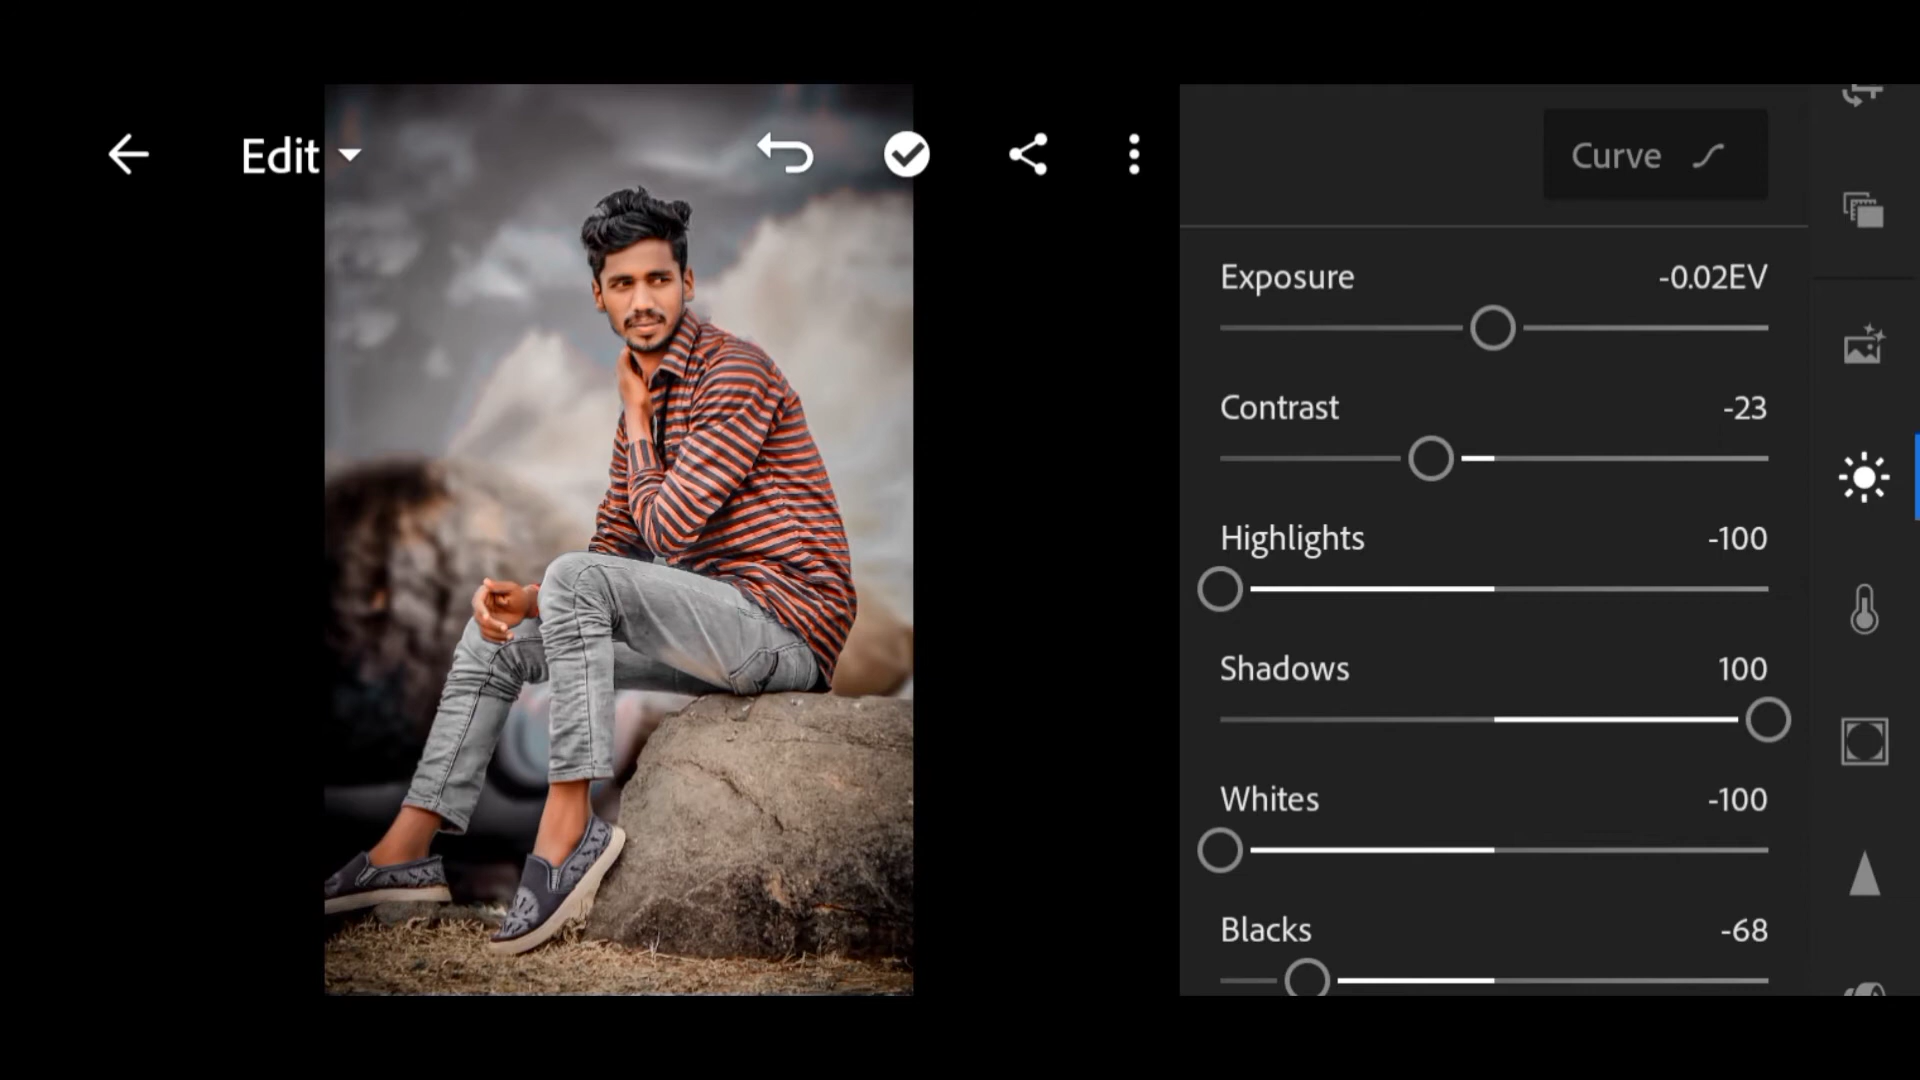 Edit
Curve
Exposure -0.02EV
Contrast -23
Highlights -100
Shadows 100
Whites -100
Blacks -68